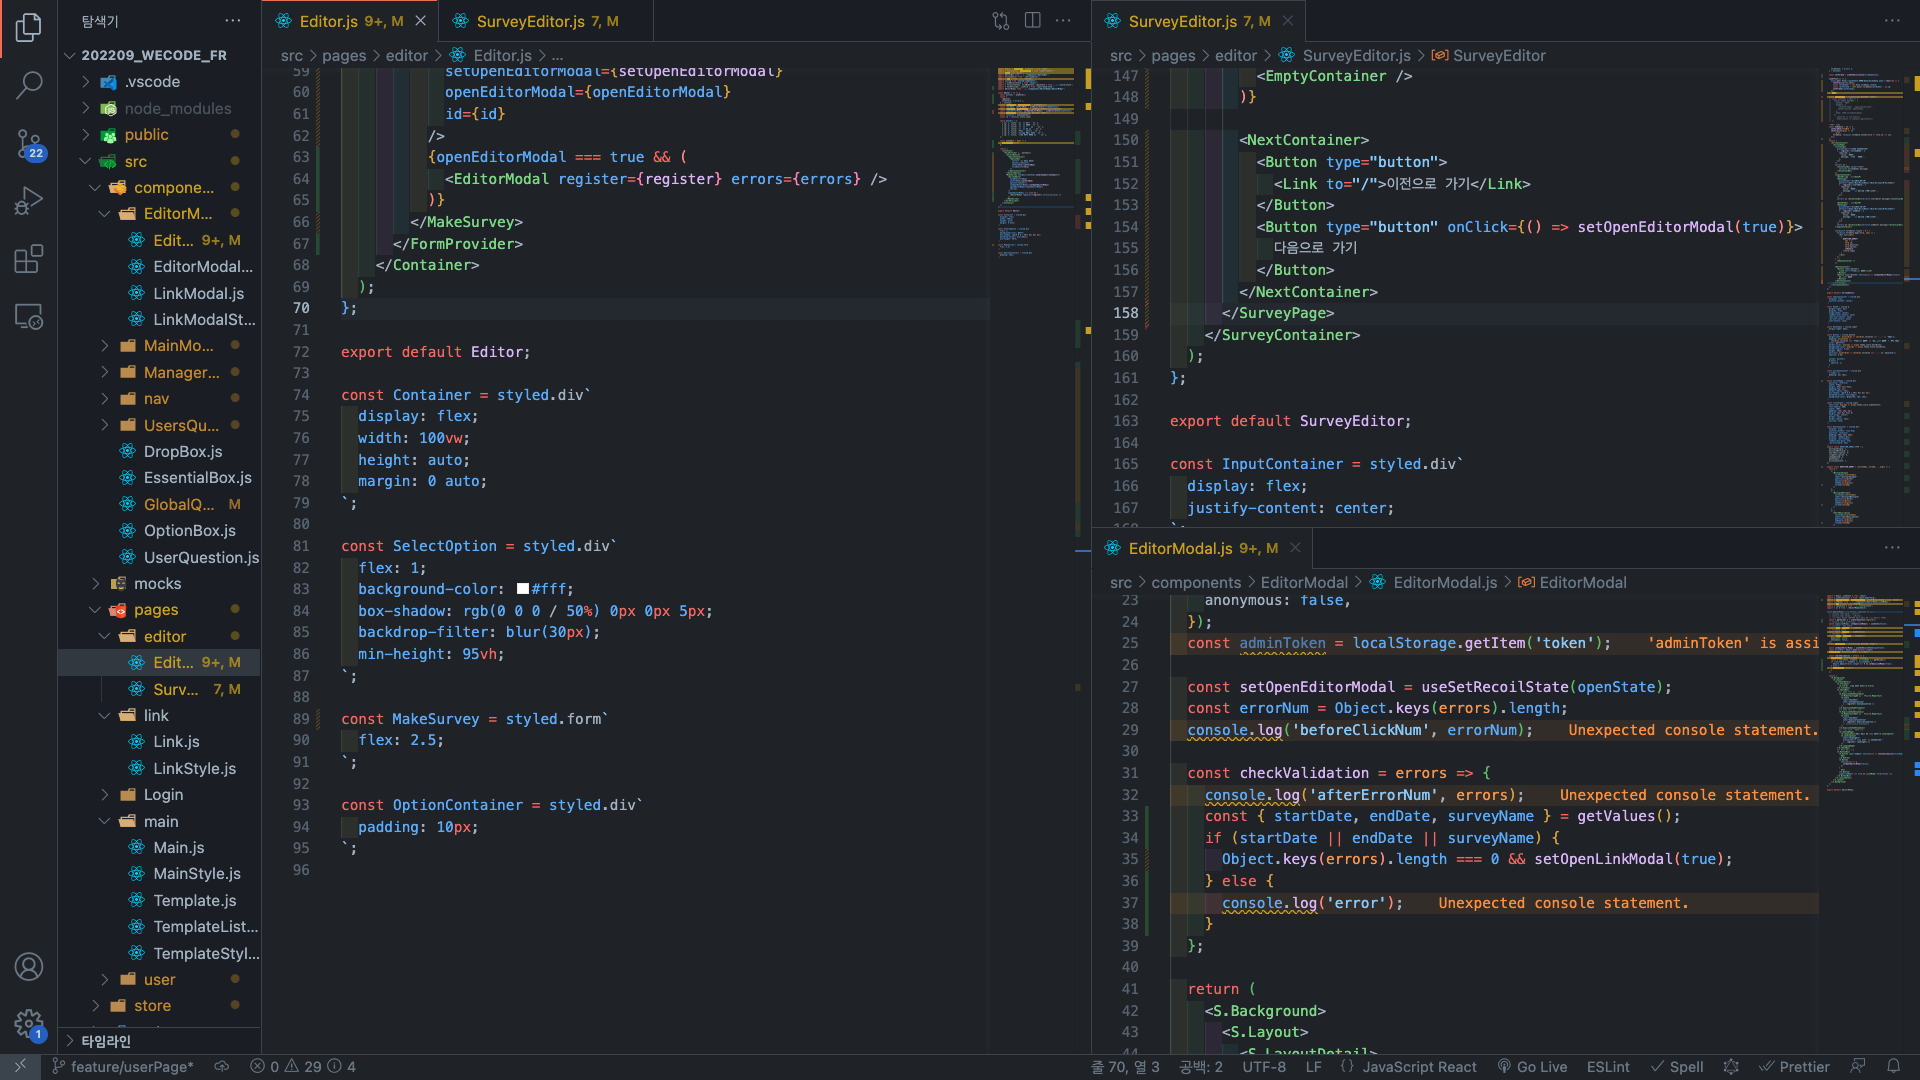 탐색기
202209_WECODE_FR
.vscode
node_modules
public
src
compone...
EditorM...
Edit... 9+, M
EditorModal...
LinkModal.js
LinkModalSt...
MainMo...
Manager...
nav
UsersQu...
DropBox.js
EssentialBox.js
GlobalQ... M
OptionBox.js
UserQuestion.js
mocks
pages
editor
Edit... 9+, M
Surv... 7, M
link
Link.js
LinkStyle.js
Login
main
Main.js
MainStyle.js
Template.js
TemplateList...
TemplateStyl...
user
store
타임라인
22
1
Editor.js 9+, M
SurveyEditor.js 7, M
src > pages > editor > Editor.js > ...
59 setOpenEditorModal={setOpenEditorModal}
60 openEditorModal={openEditorModal}
61 id={id}
62 />
63 {openEditorModal === true && (
64 <EditorModal register={register} errors={errors} />
65 )}
66 </MakeSurvey>
67 </FormProvider>
68 </Container>
69 );
70 };
71
72 export default Editor;
73
74 const Container = styled.div`
75 display: flex;
76 width: 100vw;
77 height: auto;
78 margin: 0 auto;
79 `;
80
81 const SelectOption = styled.div`
82 flex: 1;
83 background-color: #fff;
84 box-shadow: rgb(0 0 0 / 50%) 0px 0px 5px;
85 backdrop-filter: blur(30px);
86 min-height: 95vh;
87 `;
88
89 const MakeSurvey = styled.form`
90 flex: 2.5;
91 `;
92
93 const OptionContainer = styled.div`
94 padding: 10px;
95 `;
96
SurveyEditor.js 7, M
src > pages > editor > SurveyEditor.js > SurveyEditor
147 <EmptyContainer />
148 )}
149
150 <NextContainer>
151 <Button type="button">
152 <Link to="/">이전으로 가기</Link>
153 </Button>
154 <Button type="button" onClick={() => setOpenEditorModal(true)}>
155 다음으로 가기
156 </Button>
157 </NextContainer>
158 </SurveyPage>
159 </SurveyContainer>
160 );
161 };
162
163 export default SurveyEditor;
164
165 const InputContainer = styled.div`
166 display: flex;
167 justify-content: center;
168 `;
EditorModal.js 9+, M
src > components > EditorModal > EditorModal.js > EditorModal
23 anonymous: false,
24 });
25 const adminToken = localStorage.getItem('token'); 'adminToken' is assi
26
27 const setOpenEditorModal = useSetRecoilState(openState);
28 const errorNum = Object.keys(errors).length;
29 console.log('beforeClickNum', errorNum); Unexpected console statement.
30
31 const checkValidation = errors => {
32 console.log('afterErrorNum', errors); Unexpected console statement.
33 const { startDate, endDate, surveyName } = getValues();
34 if (startDate || endDate || surveyName) {
35 Object.keys(errors).length === 0 && setOpenLinkModal(true);
36 } else {
37 console.log('error'); Unexpected console statement.
38 }
39 };
40
41 return (
42 <S.Background>
43 <S.Layout>
44 <S.LayoutDetail>
feature/userPage* 0 29 4
줄 70, 열 3 공백: 2 UTF-8 LF {} JavaScript React Go Live ESLint Spell Prettier